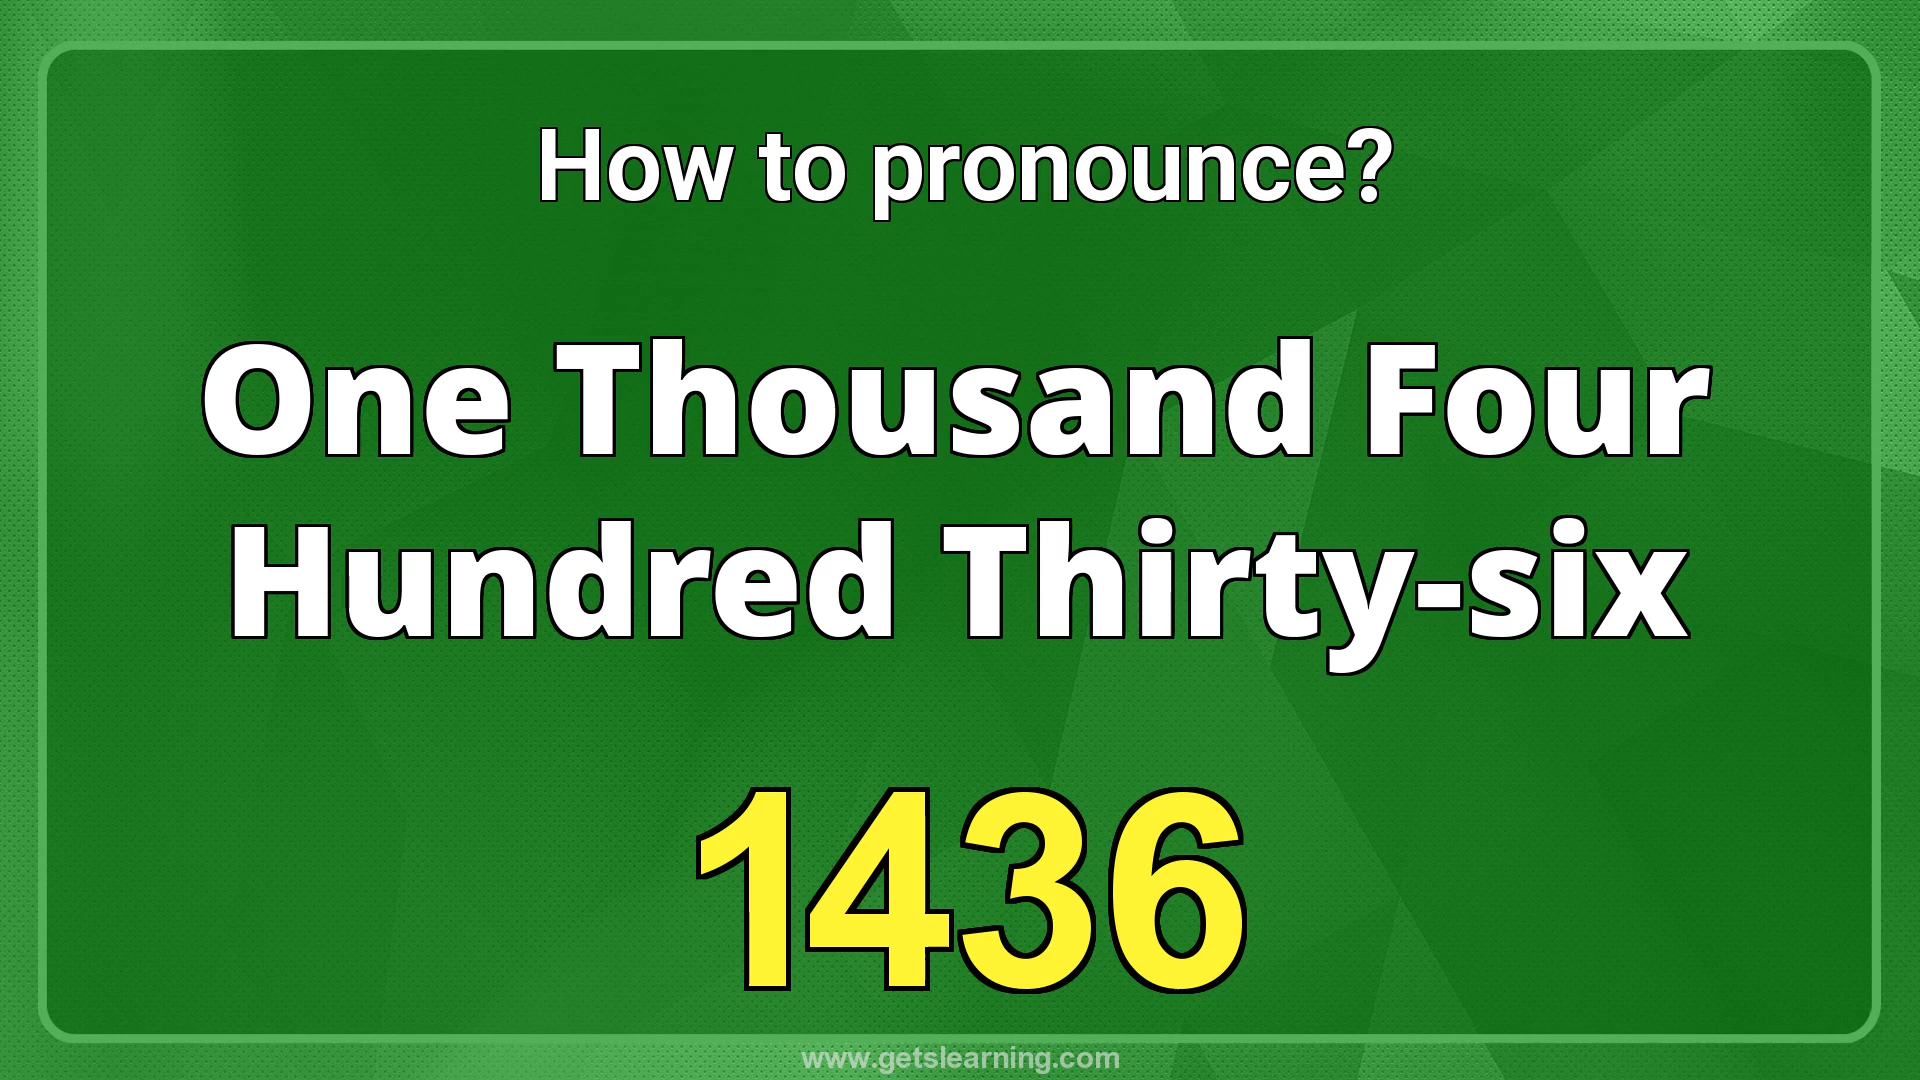 How to pronounce?
One Thousand Four
Hundred Thirty-six
1436
www.getslearning.com